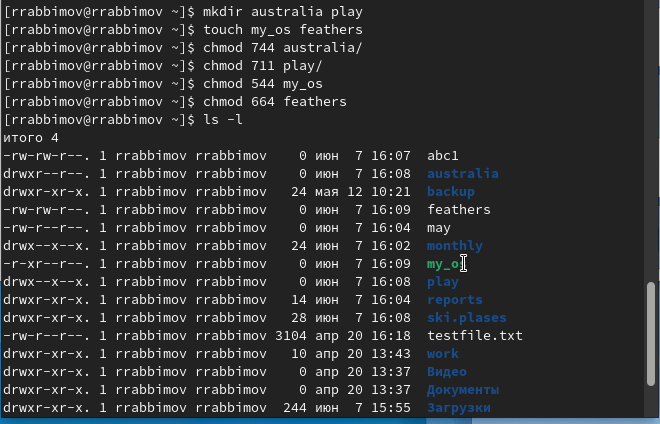 [rrabbimov@rrabbimov ~]$ mkdir australia play
[rrabbimov@rrabbimov ~]$ touch my_os feathers
[rrabbimov@rrabbimov ~]$ chmod 744 australia/
[rrabbimov@rrabbimov ~]$ chmod 711 play/
[rrabbimov@rrabbimov ~]$ chmod 544 my_os
[rrabbimov@rrabbimov ~]$ chmod 664 feathers
[rrabbimov@rrabbimov ~]$ ls -l
итого 4
-rw-rw-r--. 1 rrabbimov rrabbimov    0 июн  7 16:07  abc1
drwxr--r--. 1 rrabbimov rrabbimov    0 июн  7 16:08  australia
drwxr-xr-x. 1 rrabbimov rrabbimov   24 мая 12 10:21  backup
-rw-rw-r--. 1 rrabbimov rrabbimov    0 июн  7 16:09  feathers
-rw-r--r--. 1 rrabbimov rrabbimov    0 июн  7 16:04  may
drwx--x--x. 1 rrabbimov rrabbimov   24 июн  7 16:02  monthly
-r-xr--r--. 1 rrabbimov rrabbimov    0 июн  7 16:09  my_os
drwx--x--x. 1 rrabbimov rrabbimov    0 июн  7 16:08  play
drwxr-xr-x. 1 rrabbimov rrabbimov   14 июн  7 16:04  reports
drwxr-xr-x. 1 rrabbimov rrabbimov   28 июн  7 16:08  ski.plases
-rw-r--r--. 1 rrabbimov rrabbimov 3104 апр 20 16:18  testfile.txt
drwxr-xr-x. 1 rrabbimov rrabbimov   10 апр 20 13:43  work
drwxr-xr-x. 1 rrabbimov rrabbimov    0 апр 20 13:37  Видео
drwxr-xr-x. 1 rrabbimov rrabbimov    0 апр 20 13:37  Документы
drwxr-xr-x. 1 rrabbimov rrabbimov  244 июн  7 15:55  Загрузки